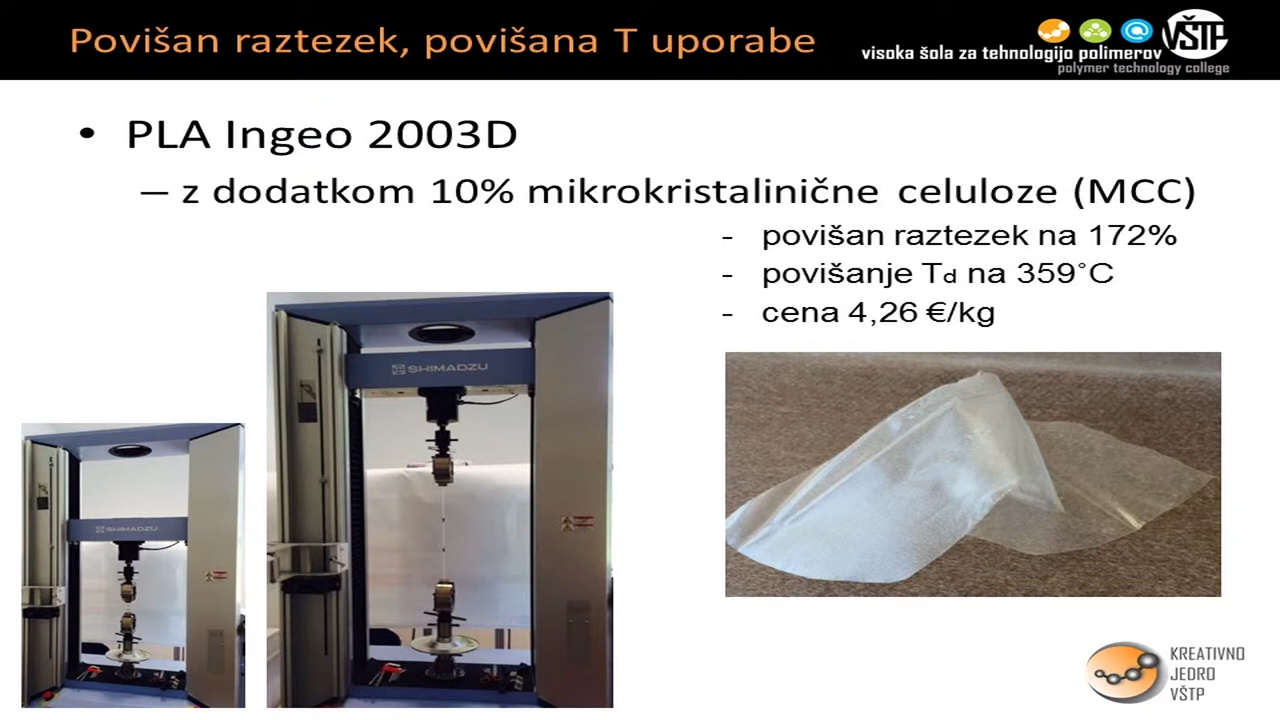 Povišan raztezek, povišana T uporabe
visoka šola za tehnologijo polimerov
polymer technology college
VŠTP
• PLA Ingeo 2003D
– z dodatkom 10% mikrokristalinične celuloze (MCC)
- povišan raztezek na 172%
- povišanje Td na 359˚C
- cena 4,26 €/kg
SHIMADZU
SHIMADZU
KREATIVNO
JEDRO
VŠTP